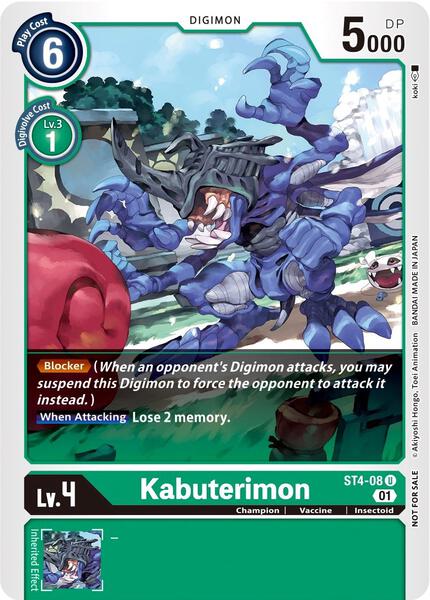 DIGIMON
Play Cost
6
5000
DP
Digivolve Cost
Lv.3
1
koki
© Akiyoshi Hongo, Toei Animation BANDAI MADE IN JAPAN
NOT FOR SALE
Blocker (When an opponent's Digimon attacks, you may
suspend this Digimon to force the opponent to attack it
instead.)
When Attacking Lose 2 memory.
Lv.4
Kabuterimon
ST4-08 U
01
Champion | Vaccine | Insectoid
Inherited Effect
–